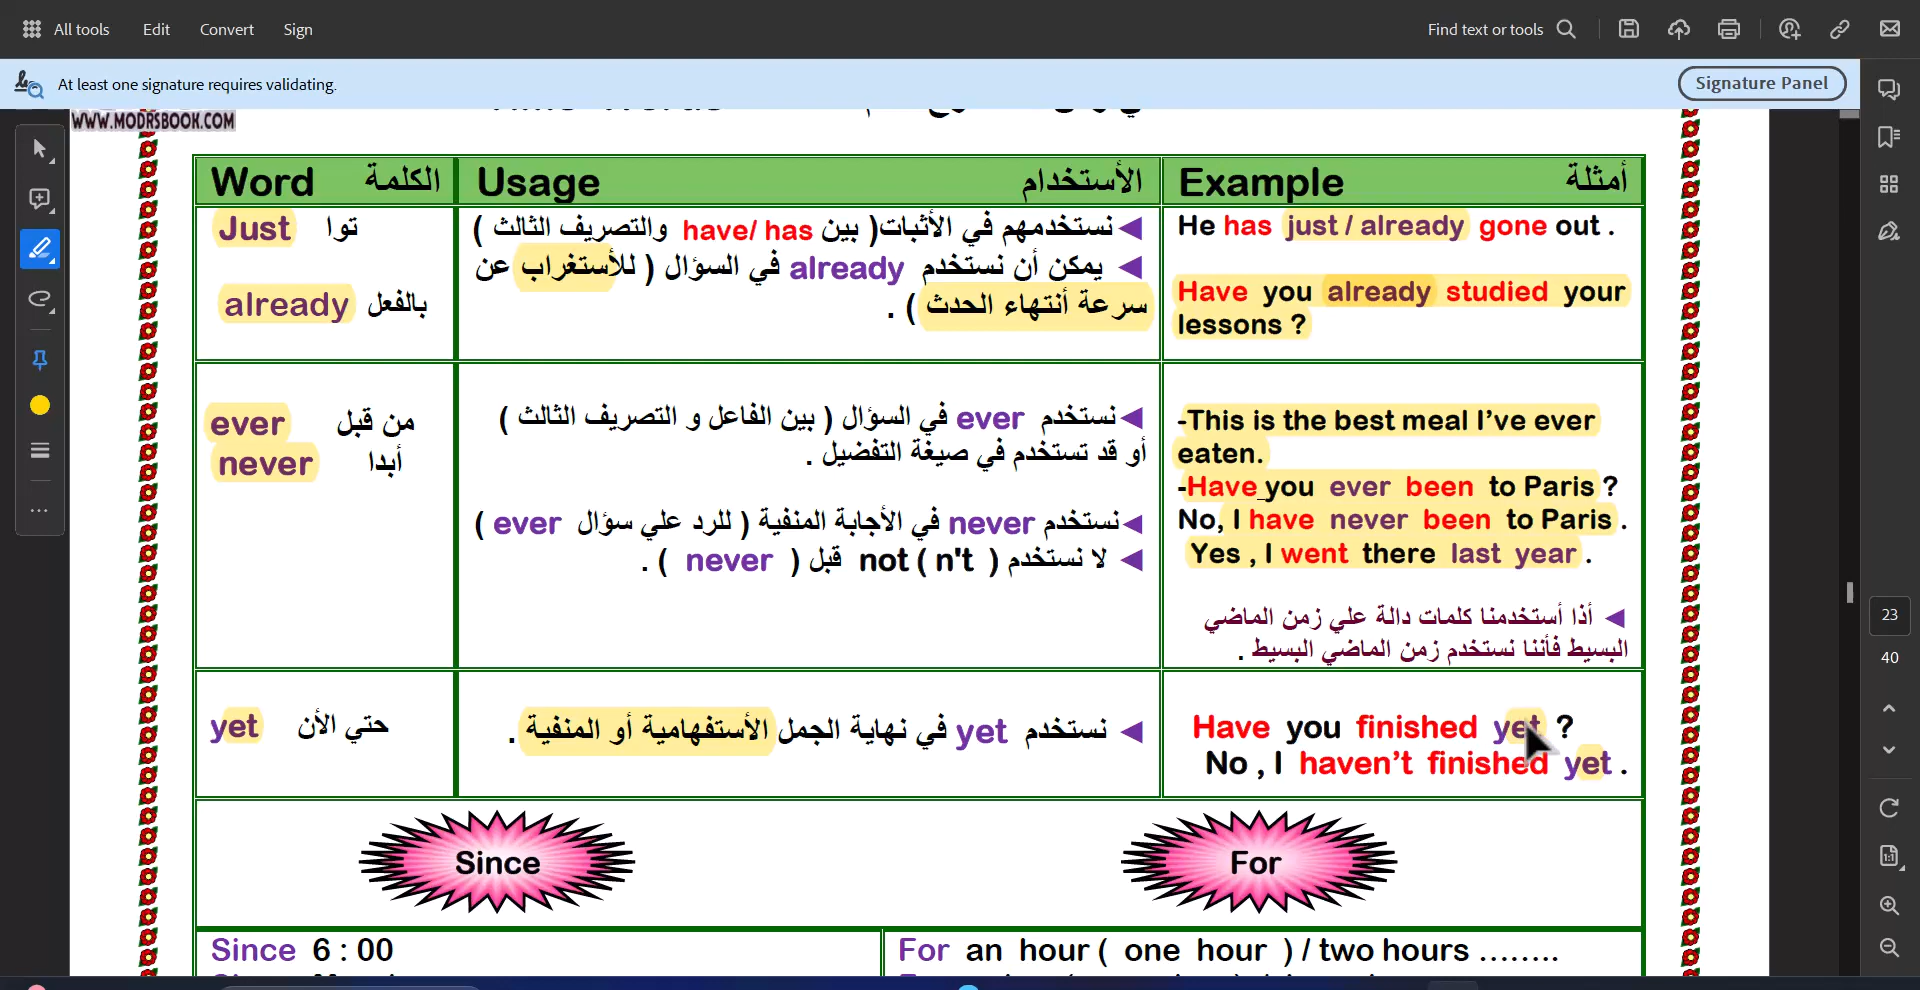 All tools Edit Convert Sign Find text or tools
At least one signature requires validating. Signature Panel
WWW.MODRSBOOK.COM
Word الكلمة Usage الأستخدام Example أمثلة
Just توا
already بالفعل
نستخدمهم في الأثبات( بين have/ has والتصريف الثالث )
يمكن أن نستخدم already في السؤال ( للأستغراب عن
سرعة أنتهاء الحدث ) .
He has just / already gone out .
Have you already studied your
lessons ?
ever من قبل
never أبدا
نستخدم ever في السؤال ( بين الفاعل و التصريف الثالث )
أو قد تستخدم في صيغة التفضيل .
نستخدم never في الأجابة المنفية ( للرد علي سؤال ever )
لا نستخدم not ( n't ) قبل ( never ) .
-This is the best meal I’ve ever
eaten.
-Have you ever been to Paris ?
No, I have never been to Paris .
Yes , I went there last year .
أذا أستخدمنا كلمات دالة علي زمن الماضي
البسيط فأننا نستخدم زمن الماضي البسيط .
yet حتي الأن
نستخدم yet في نهاية الجمل الأستفهامية أو المنفية .
Have you finished yet ?
No , I haven’t finished yet .
Since For
Since 6 : 00
For an hour ( one hour ) / two hours ........
23
40